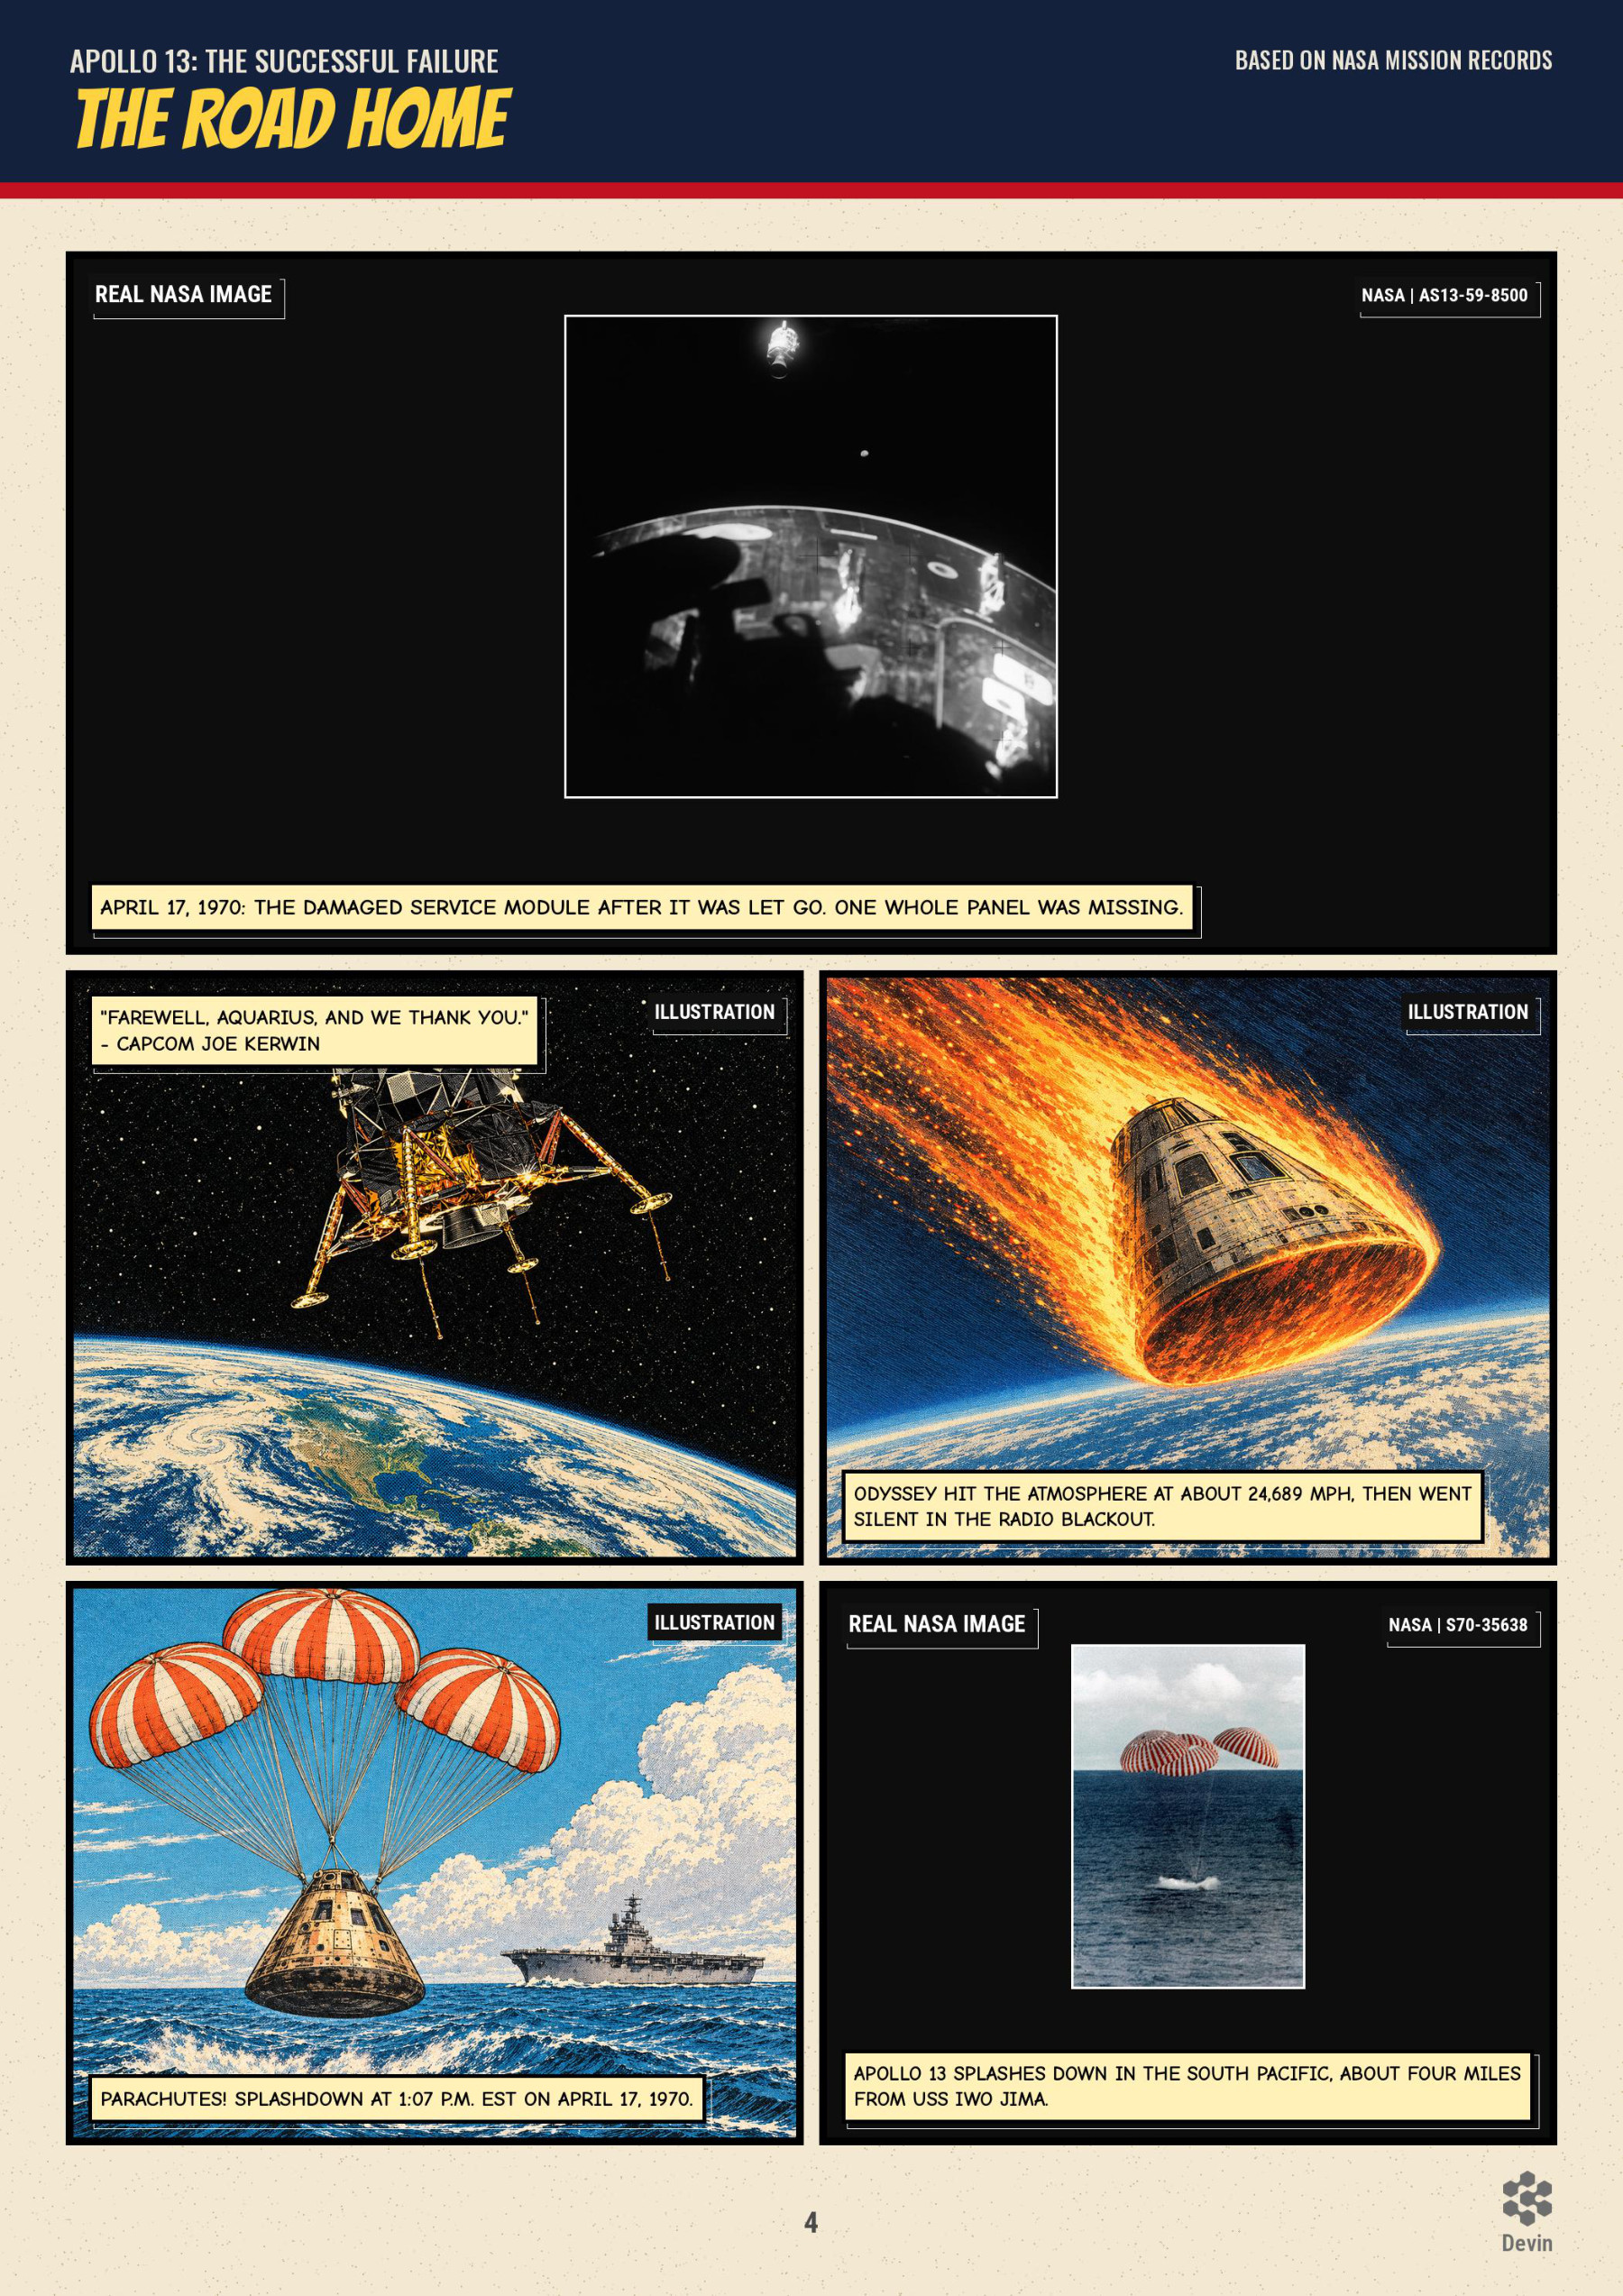 APOLLO 13: THE SUCCESSFUL FAILURE
BASED ON NASA MISSION RECORDS
THE ROAD HOME
REAL NASA IMAGE
NASA | AS13-59-8500
APRIL 17, 1970: THE DAMAGED SERVICE MODULE AFTER IT WAS LET GO. ONE WHOLE PANEL WAS MISSING.
"FAREWELL, AQUARIUS, AND WE THANK YOU."
- CAPCOM JOE KERWIN
ILLUSTRATION
ILLUSTRATION
ODYSSEY HIT THE ATMOSPHERE AT ABOUT 24,689 MPH, THEN WENT
SILENT IN THE RADIO BLACKOUT.
ILLUSTRATION
PARACHUTES! SPLASHDOWN AT 1:07 P.M. EST ON APRIL 17, 1970.
REAL NASA IMAGE
NASA | S70-35638
APOLLO 13 SPLASHES DOWN IN THE SOUTH PACIFIC, ABOUT FOUR MILES
FROM USS IWO JIMA.
4
Devin